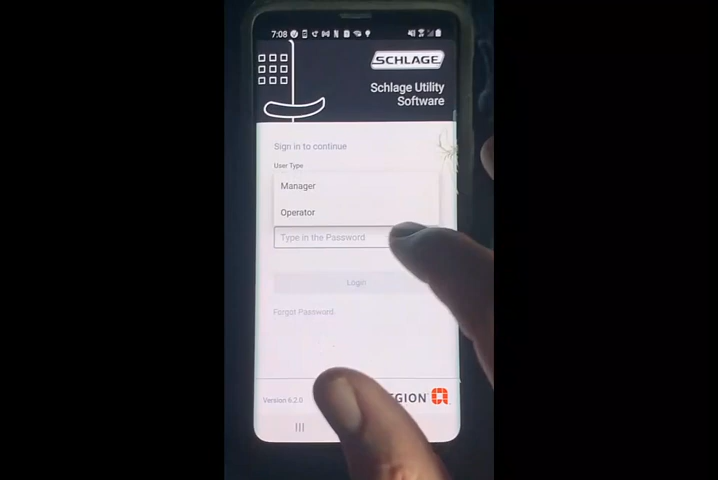 7:08
SCHLAGE
Schlage Utility
Software
Sign in to continue
User Type
Manager
Operator
Type in the Password
Login
Forgot Password
Version 6.2.0
GION